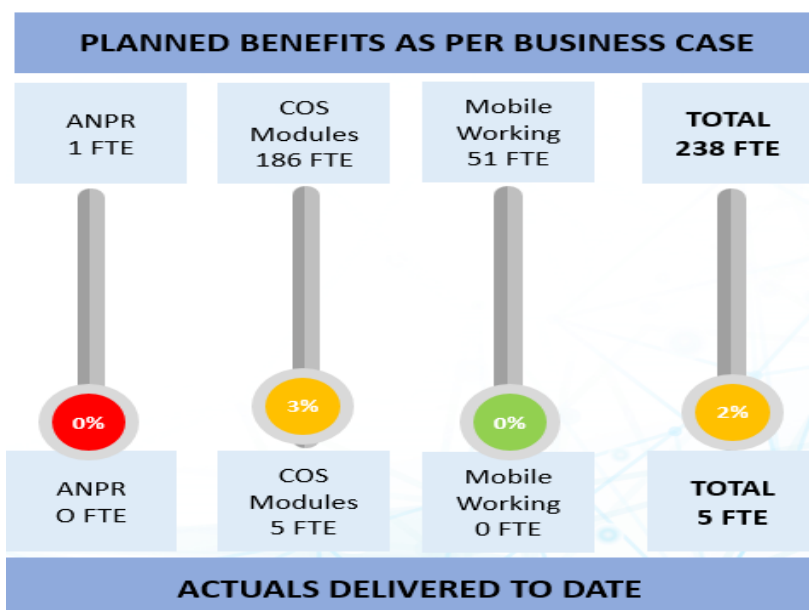 PLANNED BENEFITS AS PER BUSINESS CASE
ANPR
1 FTE
COS
Modules
186 FTE
Mobile
Working
51 FTE
TOTAL
238 FTE
0%
3%
0%
2%
ANPR
O FTE
COS
Modules
5 FTE
Mobile
Working
0 FTE
TOTAL
5 FTE
ACTUALS DELIVERED TO DATE